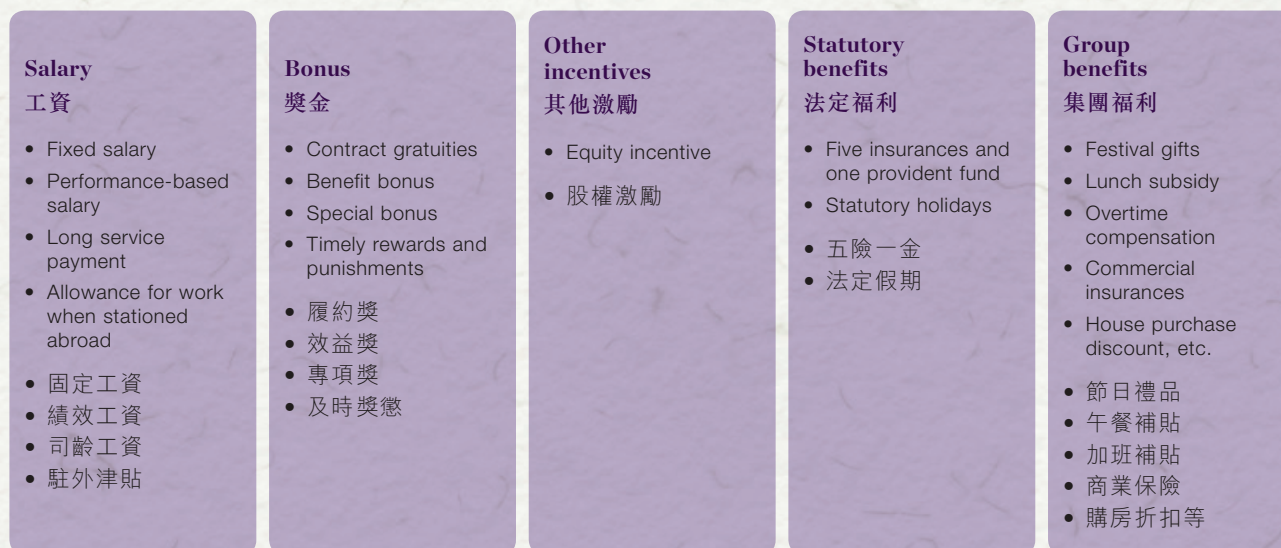 Salary
工資
• Fixed salary
• Performance-based
salary
• Long service
payment
• Allowance for work
when stationed
abroad
• 固定工資
• 績效工資
• 司齡工資
• 駐外津貼
Bonus
獎金
• Contract gratuities
• Benefit bonus
• Special bonus
• Timely rewards and
punishments
• 履約獎
• 效益獎
• 專項獎
• 及時獎懲
Other
incentives
其他激勵
• Equity incentive
• 股權激勵
Statutory
benefits
法定福利
• Five insurances and
one provident fund
• Statutory holidays
• 五險一金
• 法定假期
Group
benefits
集團福利
• Festival gifts
• Lunch subsidy
• Overtime
compensation
• Commercial
insurances
• House purchase
discount, etc.
• 節日禮品
• 午餐補貼
• 加班補貼
• 商業保險
• 購房折扣等